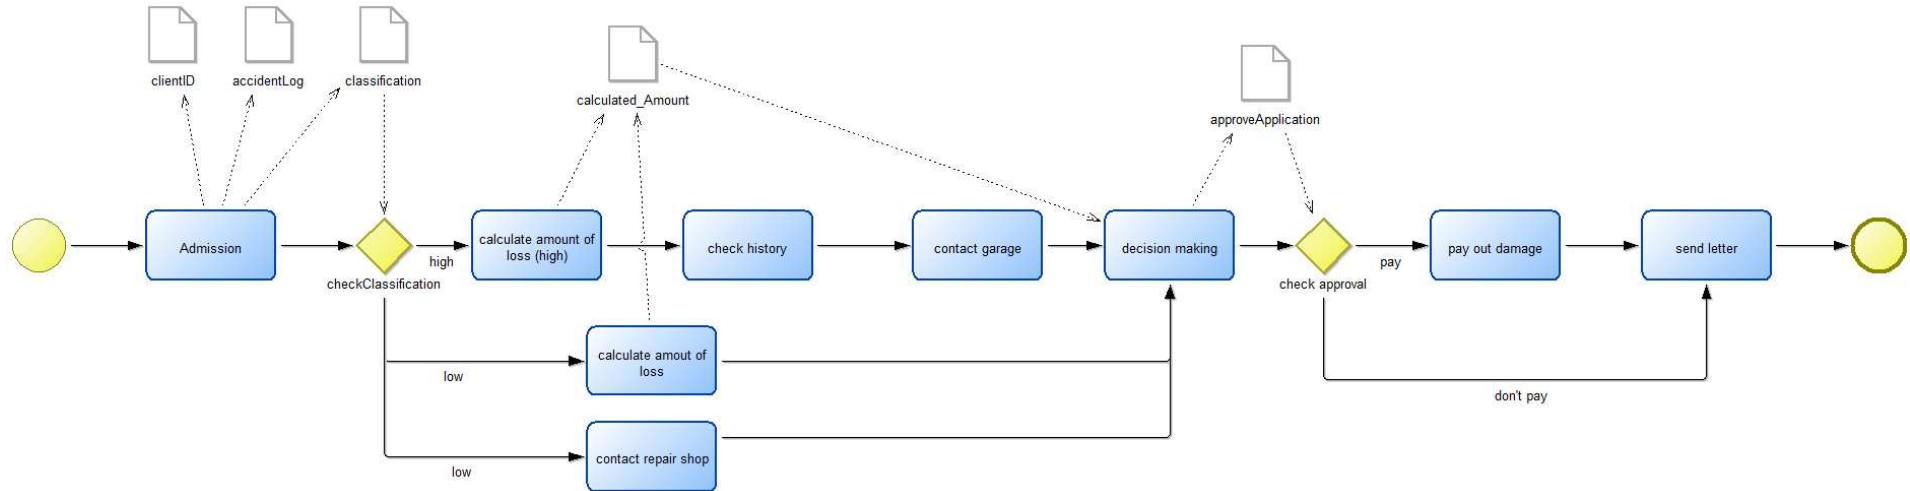 clientID
accidentLog
classification
calculated_Amount
approveApplication
Admission
checkClassification
high
calculate amount of
loss (high)
check history
contact garage
decision making
check approval
pay
pay out damage
send letter
low
calculate amout of
loss
don't pay
low
contact repair shop